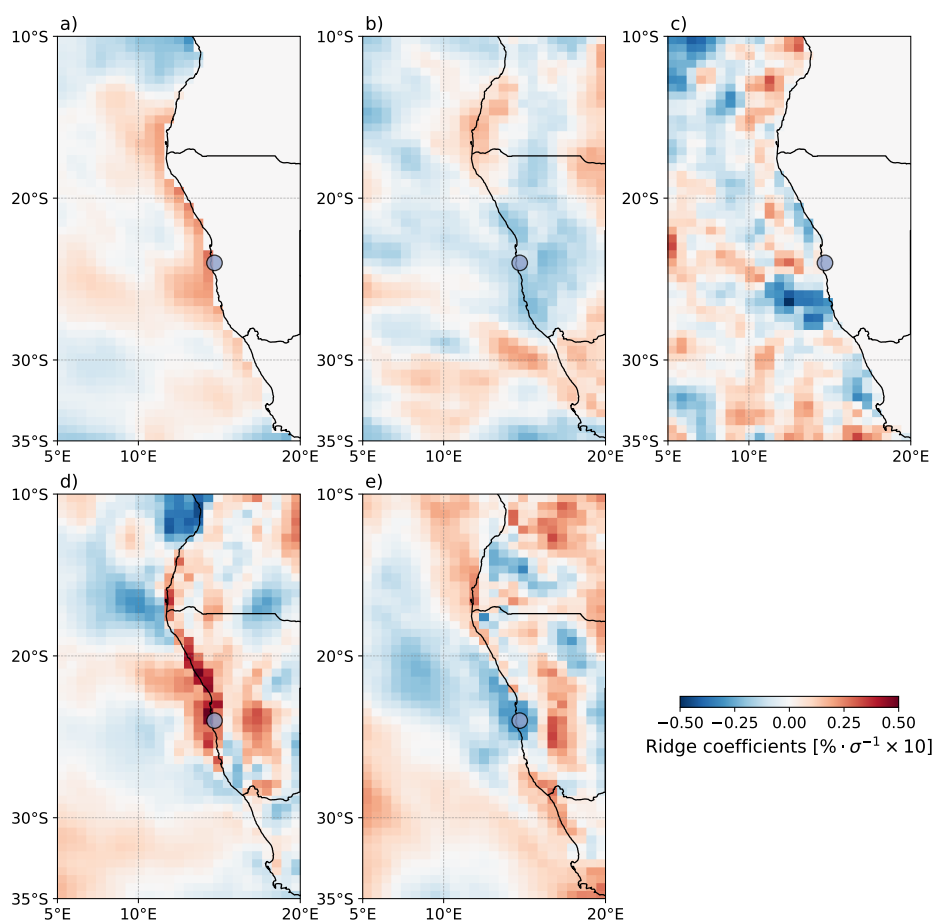 a) b) c)
10°S 10°S 10°S
20°S 20°S 20°S
30°S 30°S 30°S
35°S 35°S 35°S
5°E 10°E 20°E 5°E 10°E 20°E 5°E 10°E 20°E
d) e)
10°S 10°S
20°S 20°S
30°S 30°S
35°S 35°S
5°E 10°E 20°E 5°E 10°E 20°E
−0.50 −0.25 0.00 0.25 0.50
Ridge coefficients [% · σ⁻¹ × 10]